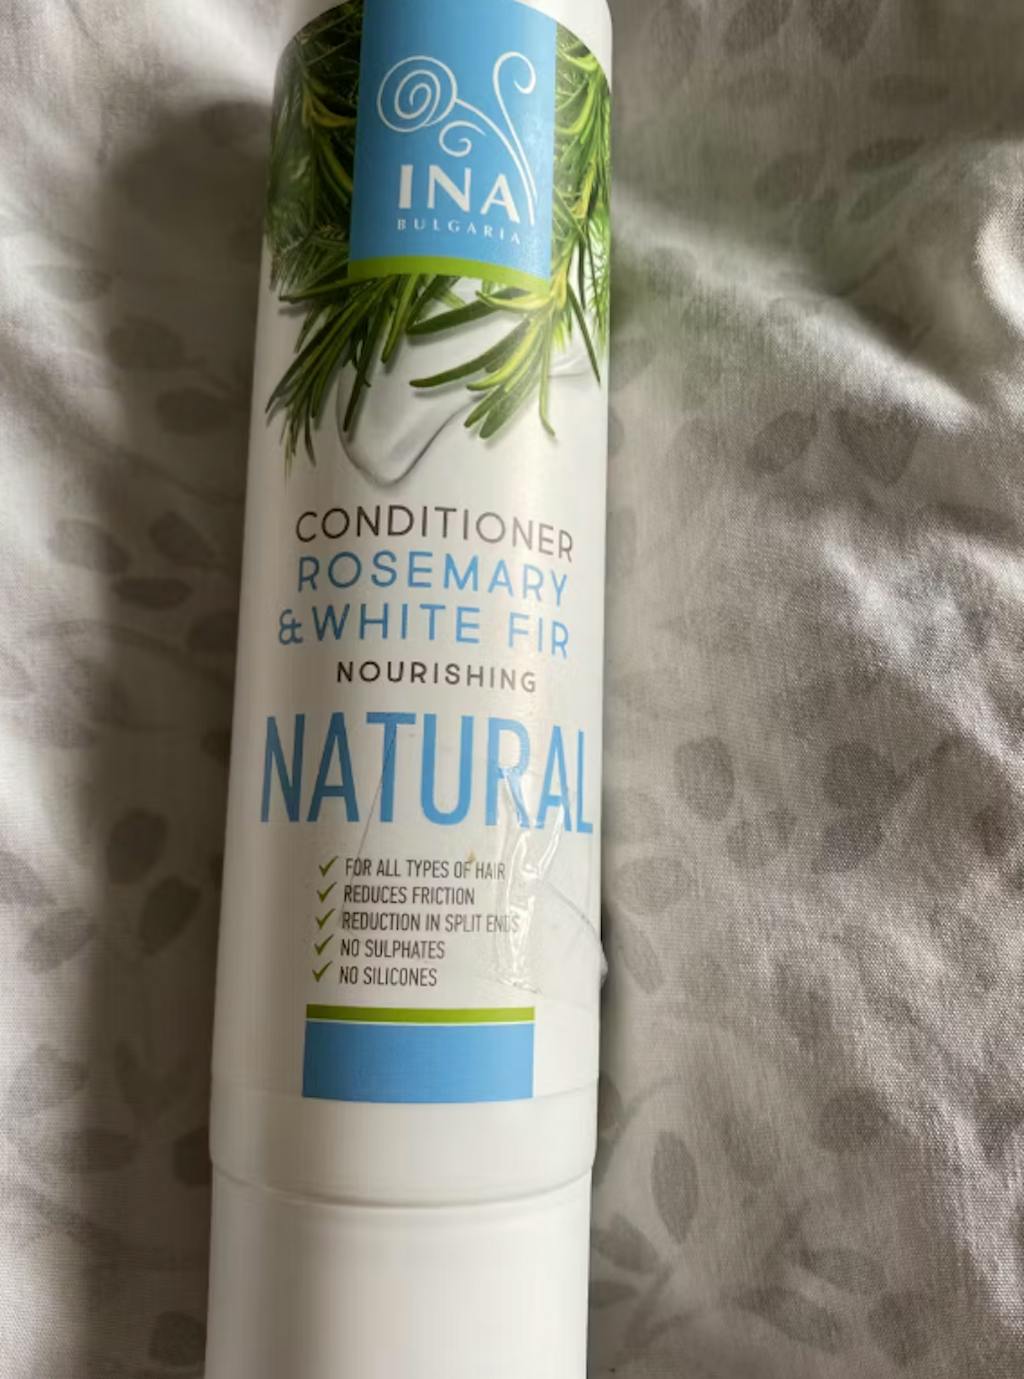 INA
BULGARIA
CONDITIONER
ROSEMARY
& WHITE FIR
NOURISHING
NATURAL
FOR ALL TYPES OF HAIR
REDUCES FRICTION
REDUCTION IN SPLIT ENDS
NO SULPHATES
NO SILICONES